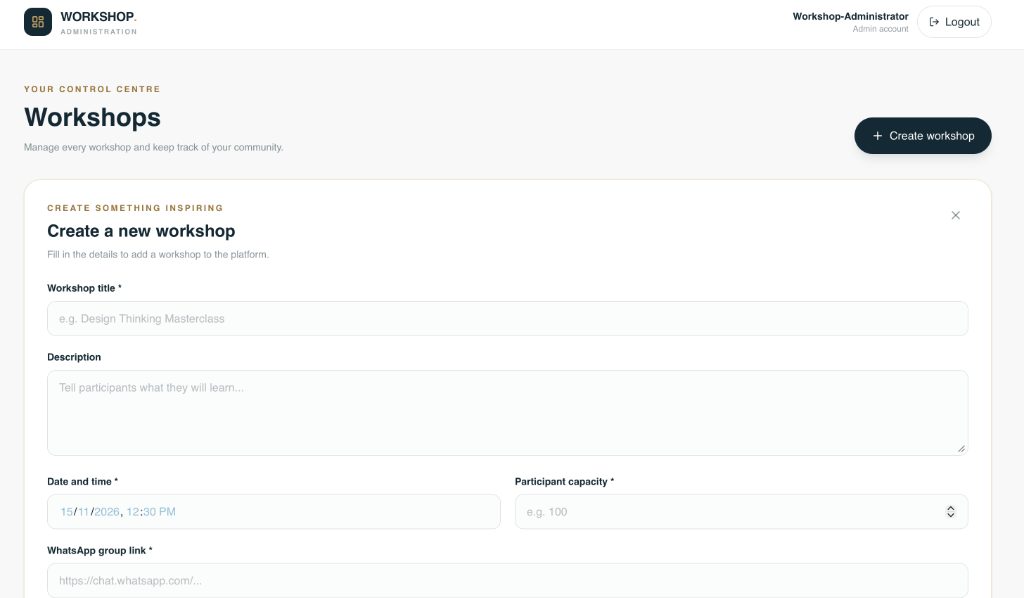 WORKSHOP.
ADMINISTRATION
Workshop-Administrator
Admin account
Logout
YOUR CONTROL CENTRE
Workshops
Manage every workshop and keep track of your community.
+ Create workshop
CREATE SOMETHING INSPIRING
Create a new workshop
Fill in the details to add a workshop to the platform.
Workshop title *
e.g. Design Thinking Masterclass
Description
Tell participants what they will learn...
Date and time *
15/11/2026, 12:30 PM
Participant capacity *
e.g. 100
WhatsApp group link *
https://chat.whatsapp.com/...